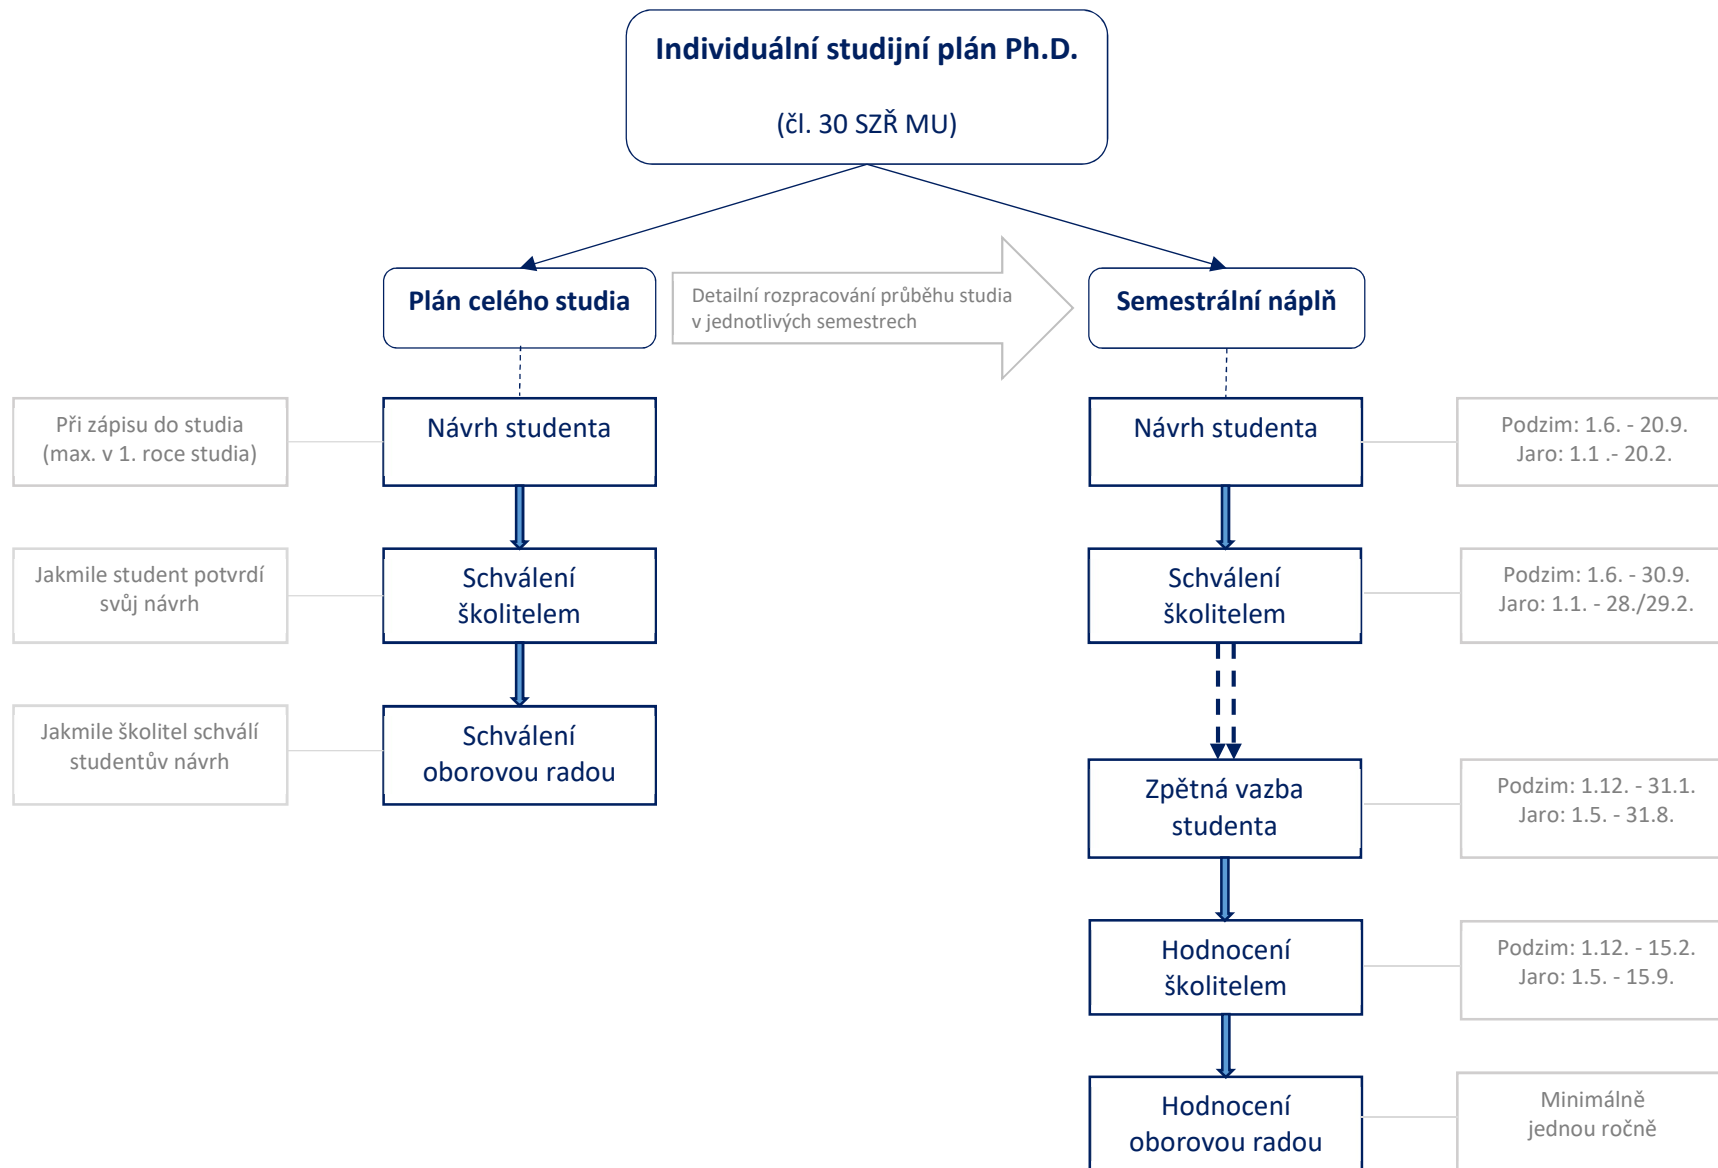 Individuální studijní plán Ph.D.
(čl. 30 SZŘ MU)
Plán celého studia
Detailní rozpracování průběhu studia
v jednotlivých semestrech
Semestrální náplň
Při zápisu do studia
(max. v 1. roce studia)
Návrh studenta
Návrh studenta
Podzim: 1.6. - 20.9.
Jaro: 1.1 .- 20.2.
Jakmile student potvrdí
svůj návrh
Schválení
školitelem
Schválení
školitelem
Podzim: 1.6. - 30.9.
Jaro: 1.1. - 28./29.2.
Jakmile školitel schválí
studentův návrh
Schválení
oborovou radou
Zpětná vazba
studenta
Podzim: 1.12. - 31.1.
Jaro: 1.5. - 31.8.
Hodnocení
školitelem
Podzim: 1.12. - 15.2.
Jaro: 1.5. - 15.9.
Hodnocení
oborovou radou
Minimálně
jednou ročně